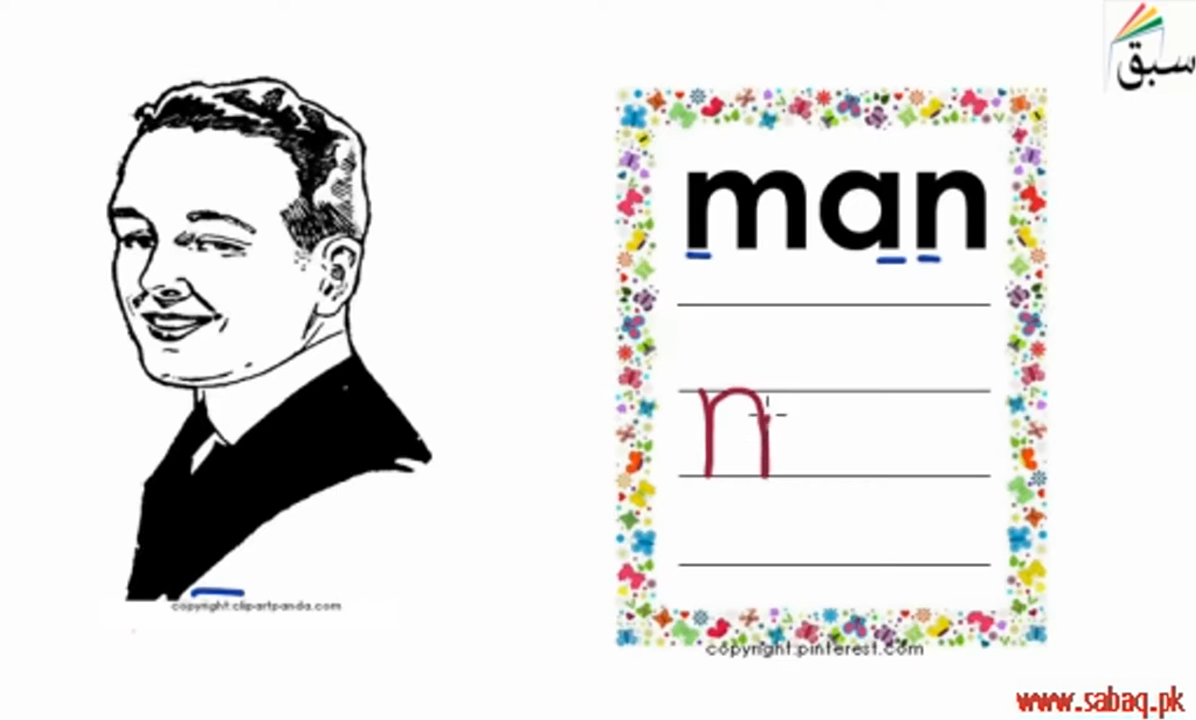 سبق
man
n
copyright:clipartpanda.com
copyright:pinterest.com
www.sabaq.pk